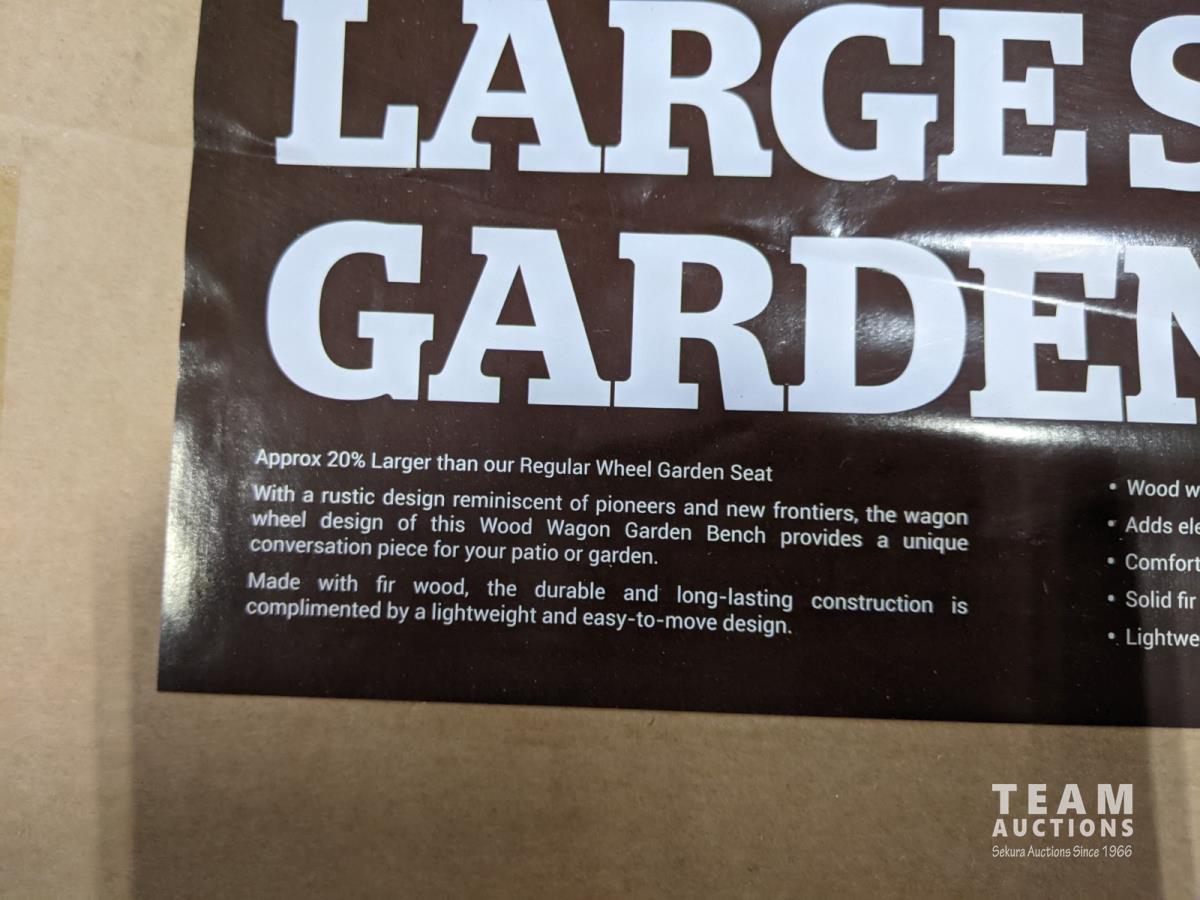 LARGE S
GARDEN
Approx 20% Larger than our Regular Wheel Garden Seat
With a rustic design reminiscent of pioneers and new frontiers, the wagon
wheel design of this Wood Wagon Garden Bench provides a unique
conversation piece for your patio or garden.
Made with fir wood, the durable and long-lasting construction is
complimented by a lightweight and easy-to-move design.
• Wood w
• Adds ele
• Comfort
• Solid fir
• Lightwe
TEAM
AUCTIONS
Sekura Auctions Since 1966